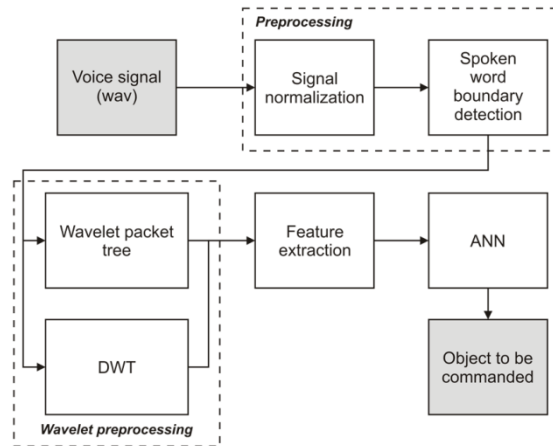 Preprocessing
Voice signal
(wav)
Signal
normalization
Spoken
word
boundary
detection
Wavelet packet
tree
Feature
extraction
ANN
DWT
Object to be
commanded
Wavelet preprocessing